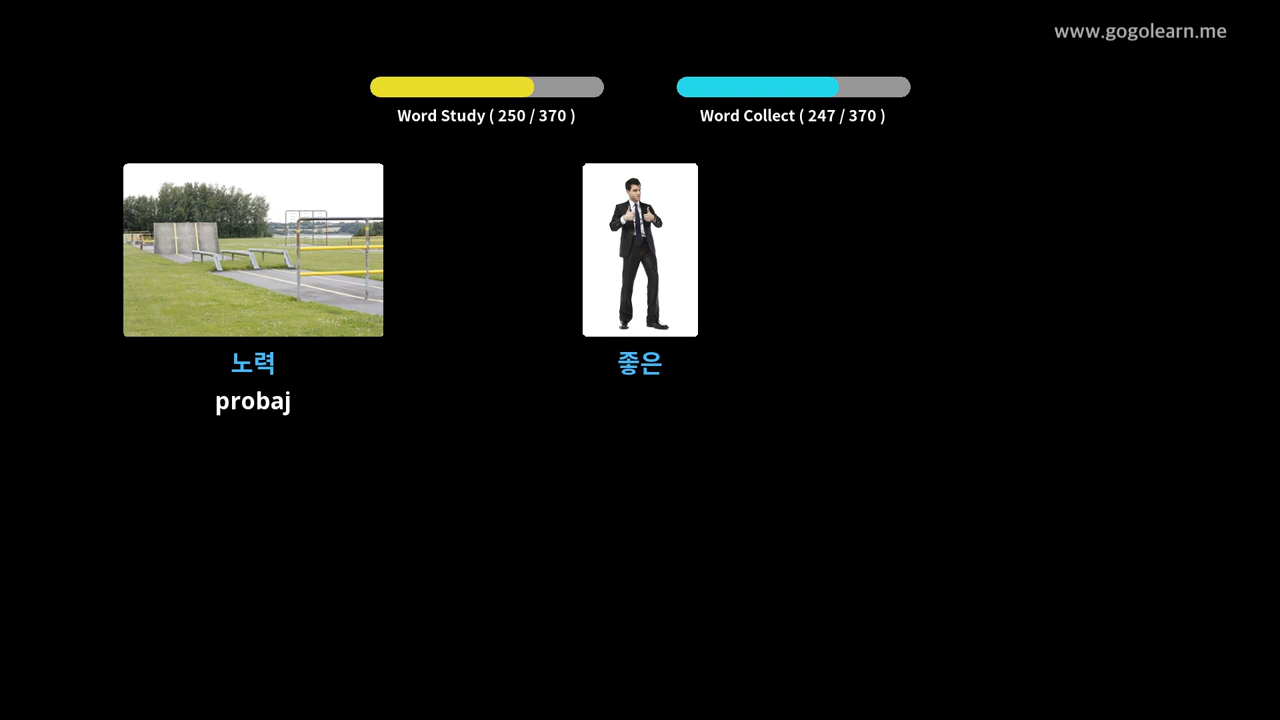 www.gogolearn.me
Word Study ( 250 / 370 )
Word Collect ( 247 / 370 )
노력
probaj
좋은